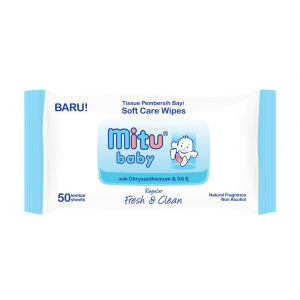 BARU!
Tissue Pembersih Bayi
Soft Care Wipes
mitu®
baby
with Chrysanthemum & Vit E
50 lembar
sheets
Regular
Fresh & Clean
Natural Fragrance
Non Alcohol